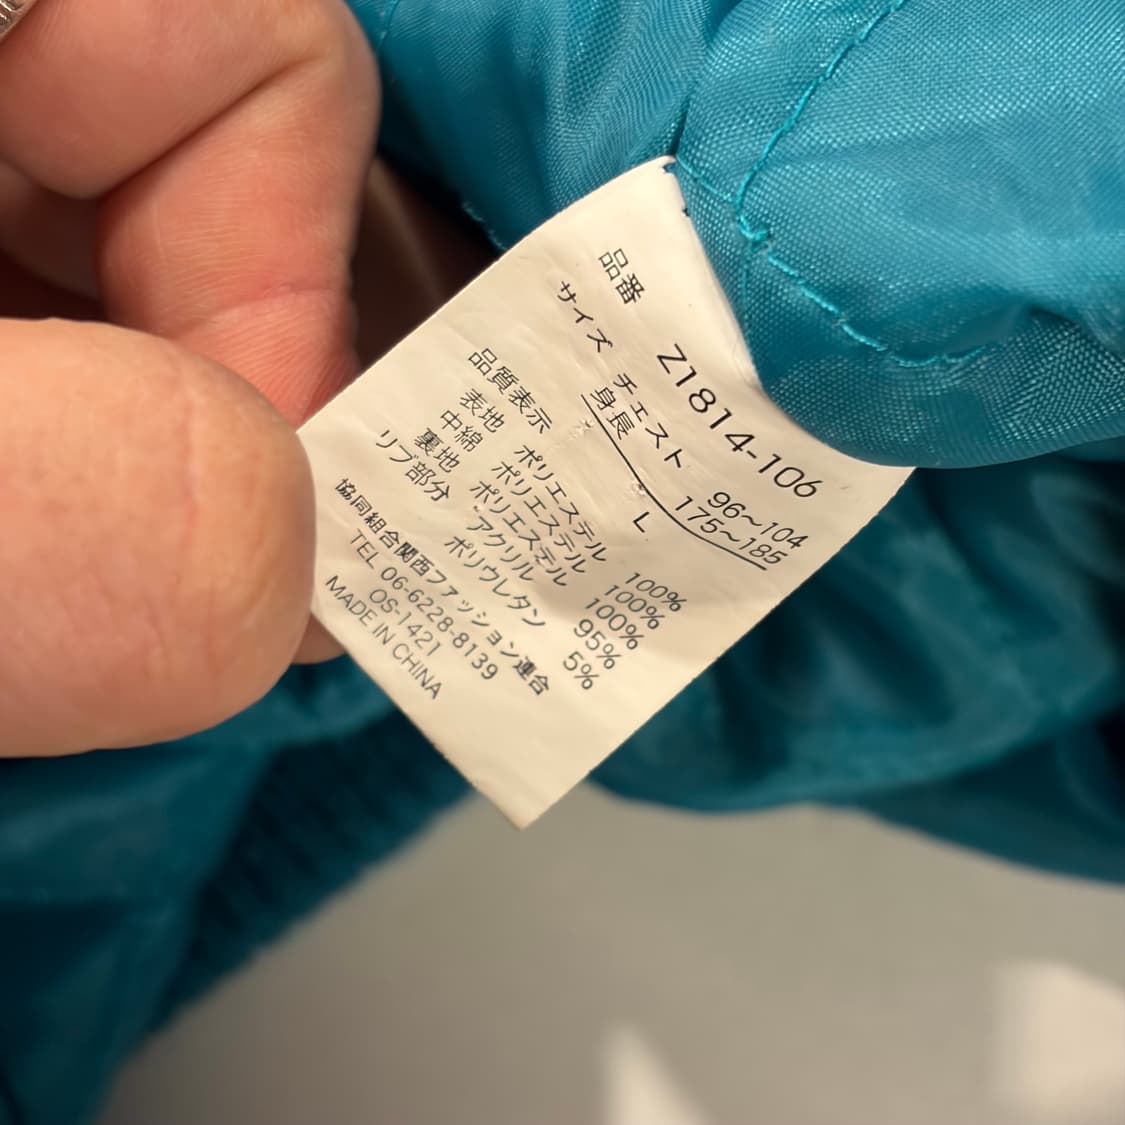 品番 Z1814-106
サイズ チェスト 96〜104
身長 175〜185
L
品質表示
表地 ポリエステル 100%
中綿 ポリエステル 100%
裏地 ポリエステル 100%
リブ部分 アクリル 95%
ポリウレタン 5%
協同組合関西ファッション連合
TEL 06-6228-8139
OS-1421
MADE IN CHINA